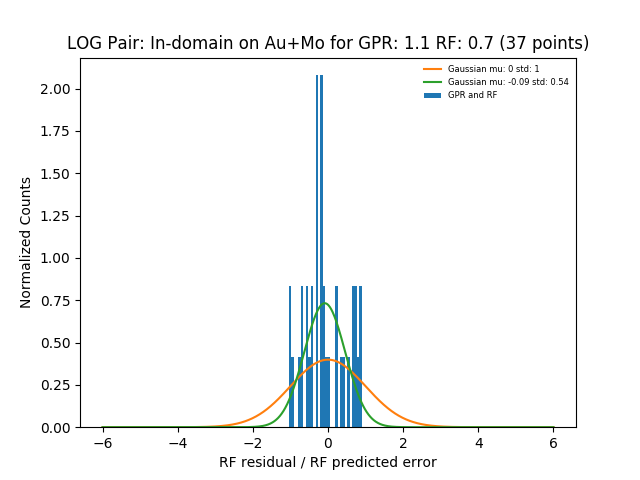 LOG Pair: In-domain on Au+Mo for GPR: 1.1 RF: 0.7 (37 points)
Gaussian mu: 0 std: 1
Gaussian mu: -0.09 std: 0.54
GPR and RF
2.00
1.75
1.50
1.25
1.00
0.75
0.50
0.25
0.00
Normalized Counts
−6 −4 −2 0 2 4 6
RF residual / RF predicted error